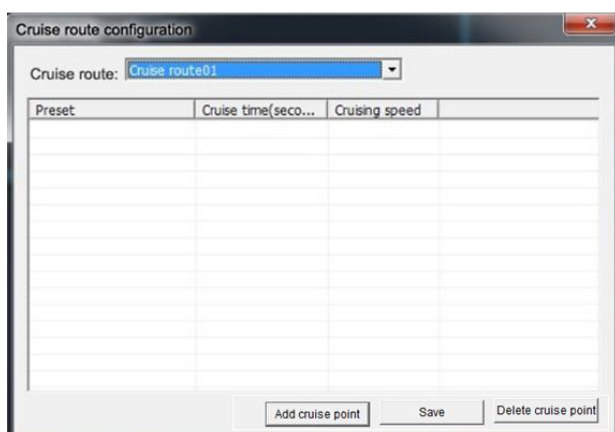 Cruise route configuration
Cruise route: Cruise route01
Preset Cruise time(seco... Cruising speed
Add cruise point Save Delete cruise point